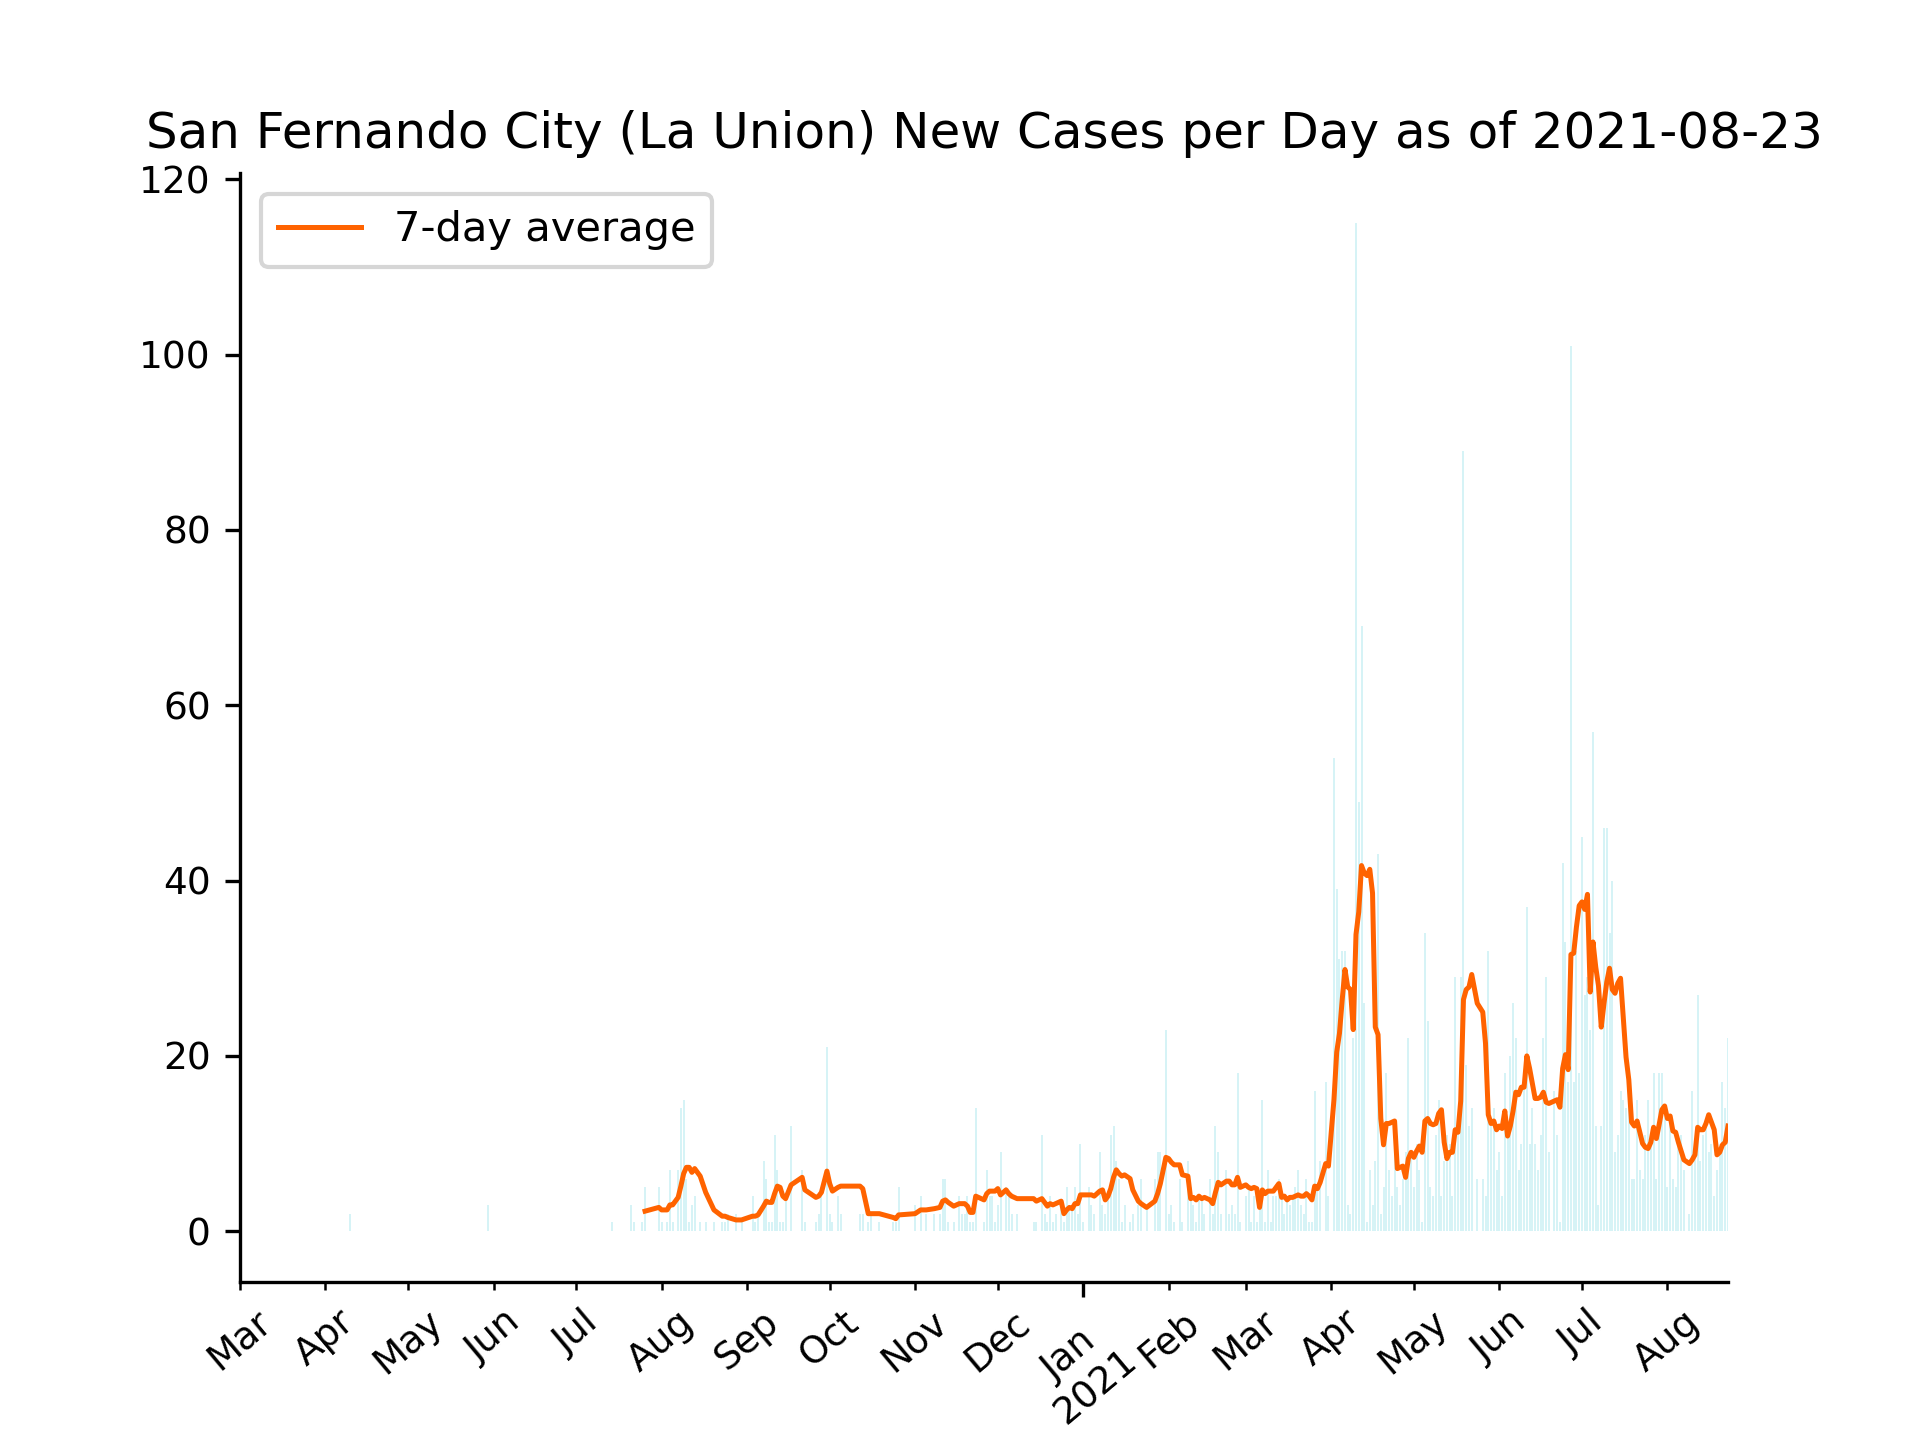 San Fernando City (La Union) New Cases per Day as of 2021-08-23
7-day average
120
100
80
60
40
20
0
Mar Apr May Jun Jul Aug Sep Oct Nov Dec Jan Feb Mar Apr May Jun Jul Aug
2021